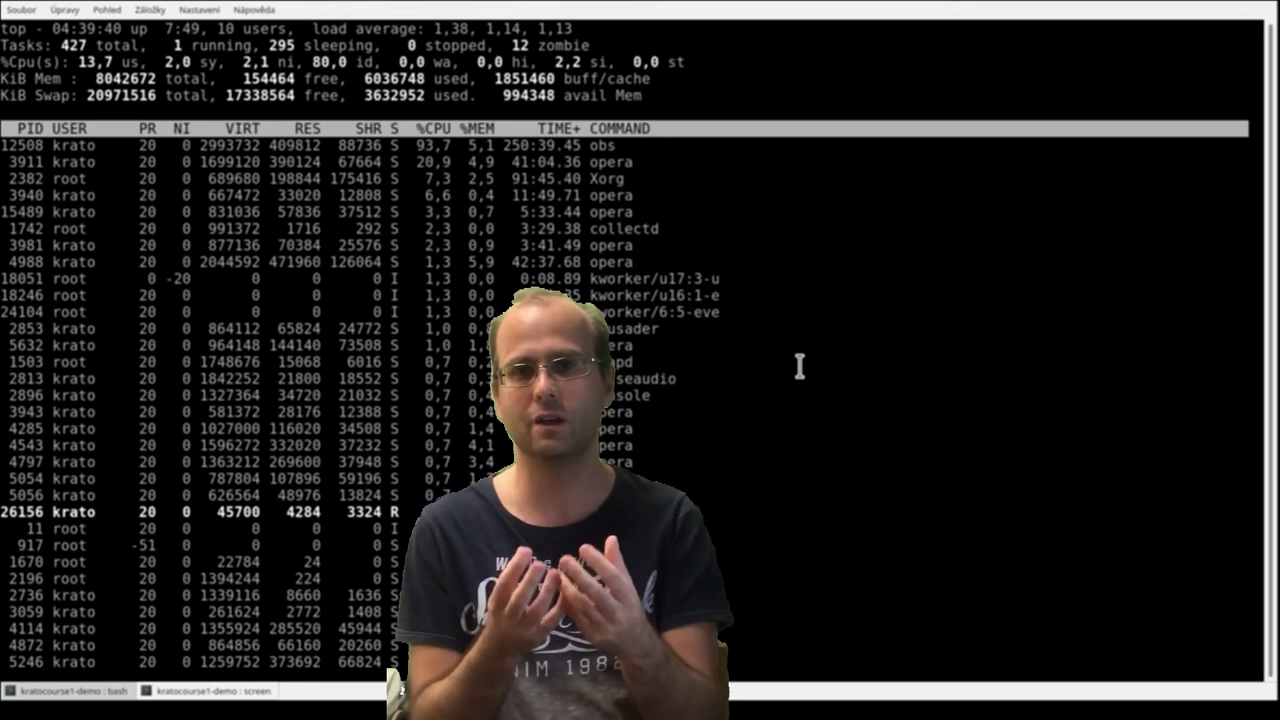 Soubor Úpravy Pohled Záložky Nastavení Nápověda
top - 04:39:40 up 7:49, 10 users, load average: 1,38, 1,14, 1,13
Tasks: 427 total, 1 running, 295 sleeping, 0 stopped, 12 zombie
%Cpu(s): 13,7 us, 2,0 sy, 2,1 ni, 80,0 id, 0,0 wa, 0,0 hi, 2,2 si, 0,0 st
KiB Mem : 8042672 total, 154464 free, 6036748 used, 1851460 buff/cache
KiB Swap: 20971516 total, 17338564 free, 3632952 used. 994348 avail Mem
PID USER PR NI VIRT RES SHR S %CPU %MEM TIME+ COMMAND
12508 krato 20 0 2993732 409812 88736 S 93,7 5,1 250:39.45 obs
3911 krato 20 0 1699120 390124 67664 S 20,9 4,9 41:04.36 opera
2382 root 20 0 689680 198844 175416 S 7,3 2,5 91:45.40 Xorg
3940 krato 20 0 667472 33020 12808 S 6,6 0,4 11:49.71 opera
15489 krato 20 0 831036 57836 37512 S 3,3 0,7 5:33.44 opera
1742 root 20 0 991372 1716 292 S 2,3 0,0 3:29.38 collectd
3981 krato 20 0 877136 70384 25576 S 2,3 0,9 3:41.49 opera
4988 krato 20 0 2044592 471960 126064 S 1,3 5,9 42:37.68 opera
18051 root 0 -20 0 0 0 I 1,3 0,0 0:08.89 kworker/u17:3-u
18246 root 20 0 0 0 0 I 1,3 0,0 kworker/u16:1-e
24104 root 20 0 0 0 0 I 1,3 0,0 worker/6:5-eve
2853 krato 20 0 864112 65824 24772 S 1,0 usader
5632 krato 20 0 964148 144140 73508 S 1,0 era
1503 root 20 0 1748676 15068 6016 S 0,7 pd
2813 krato 20 0 1842252 21800 18552 S 0,7 seaudio
2896 krato 20 0 1327364 34720 21032 S 0,7 sole
3943 krato 20 0 581372 28176 12388 S 0,7 0,4 opera
4285 krato 20 0 1027000 116020 34508 S 0,7 1,4 opera
4543 krato 20 0 1596272 332020 37232 S 0,7 4,1 opera
4797 krato 20 0 1363212 269600 37948 S 0,7 3,4 era
5054 krato 20 0 787804 107896 59196 S 0,7
5056 krato 20 0 626564 48976 13824 S 0,7
26156 krato 20 0 45700 4284 3324 R
11 root 20 0 0 0 0 I
917 root -51 0 0 0 0 S
1670 root 20 0 22784 24 0 S
2196 root 20 0 1394244 224 0 S
2736 krato 20 0 1339116 8660 1636 S
3059 krato 20 0 261624 2772 1408 S
4114 krato 20 0 1355924 285520 45944 S
4872 krato 20 0 864856 66160 20260 S
5246 krato 20 0 1259752 373692 66824 S
NIM 198
kratocourse1-demo : bash kratocourse1-demo : screen